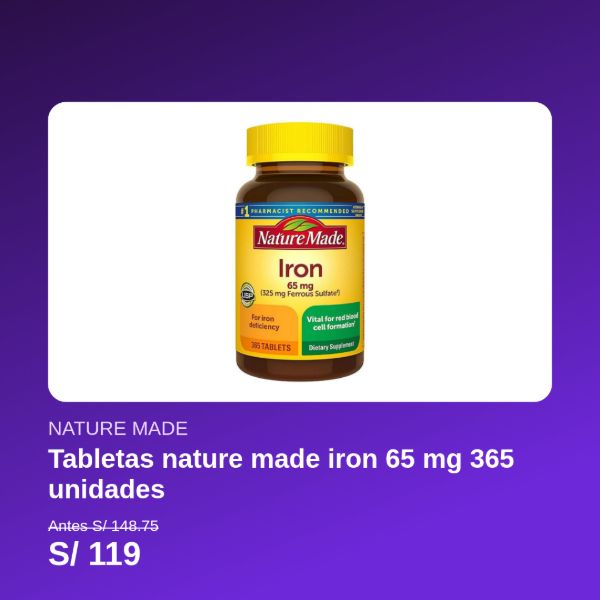 #1 PHARMACIST RECOMMENDED
Nature Made
Iron
65 mg
(325 mg Ferrous Sulfate†)
USP
For iron
deficiency
Vital for red blood
cell formation†
365 TABLETS
Dietary Supplement
NATURE MADE
Tabletas nature made iron 65 mg 365
unidades
Antes S/ 148.75
S/ 119